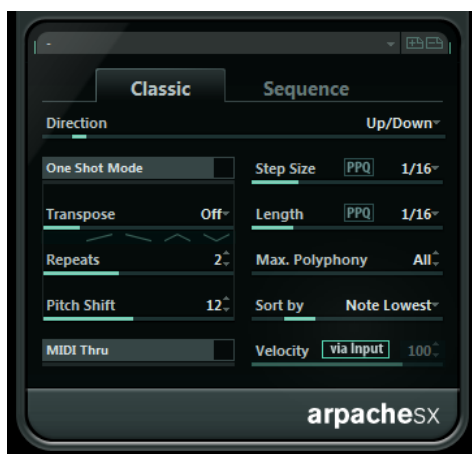 -
Classic Sequence
Direction Up/Down
One Shot Mode Step Size PPQ 1/16
Transpose Off Length PPQ 1/16
Repeats 2 Max. Polyphony All
Pitch Shift 12 Sort by Note Lowest
MIDI Thru Velocity via Input 100
arpachesx